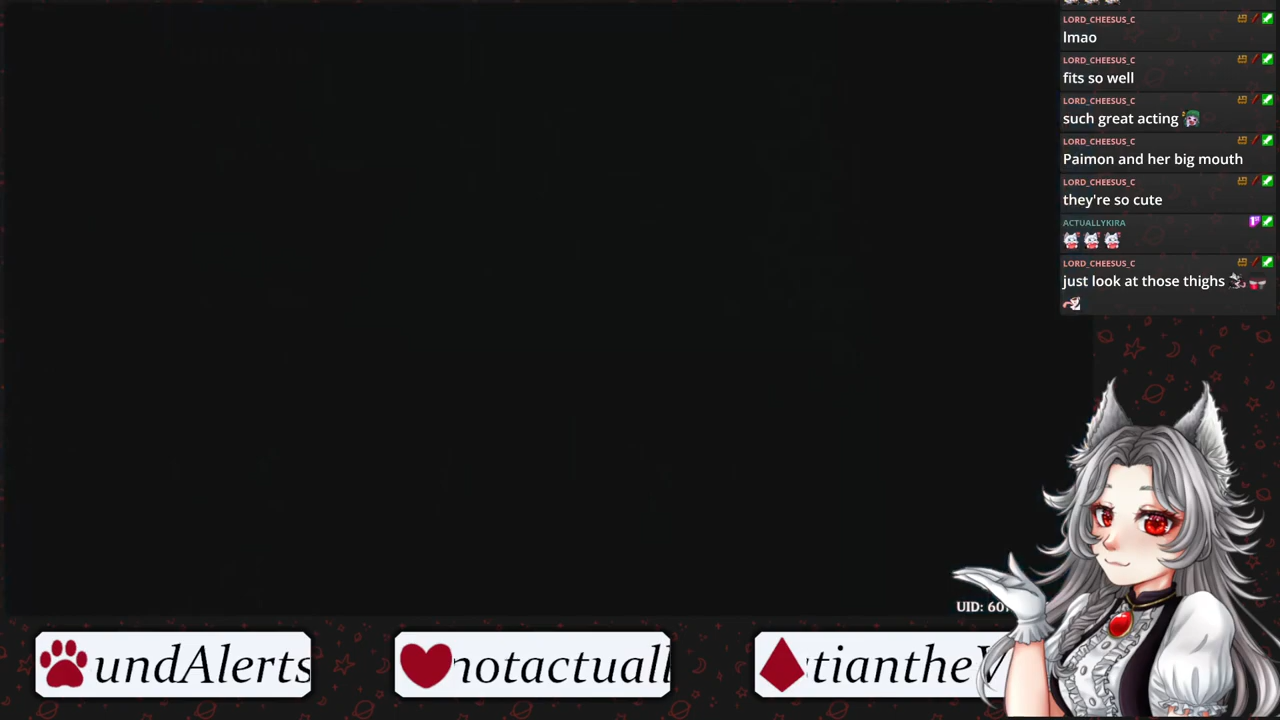 LORD_CHEESUS_C
lmao
LORD_CHEESUS_C
fits so well
LORD_CHEESUS_C
such great acting
LORD_CHEESUS_C
Paimon and her big mouth
LORD_CHEESUS_C
they're so cute
ACTUALLYKIRA
LORD_CHEESUS_C
just look at those thighs
UID: 60
undAlerts
notactuall
tiantheV